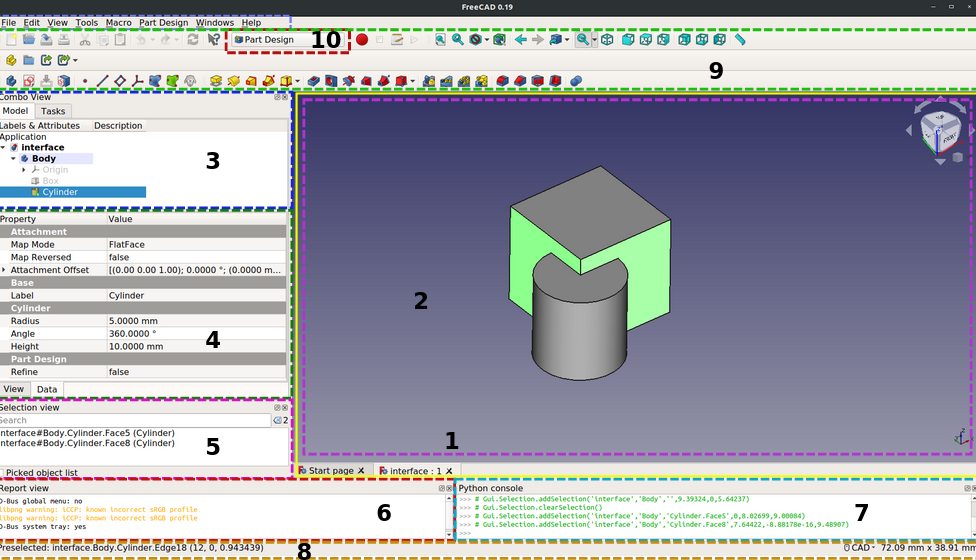 FreeCAD 0.19
File Edit View Tools Macro Part Design Windows Help
Part Design 10
9
Combo View
Model Tasks
Labels & Attributes Description
Application
interface
Body
Origin
Box
Cylinder
3
Property Value
Attachment
Map Mode FlatFace
Map Reversed false
Attachment Offset [(0.00 0.00 1.00); 0.0000 °; (0.0000 m...
Base
Label Cylinder
Cylinder
Radius 5.0000 mm
Angle 360.0000 °
Height 10.0000 mm
Part Design
Refine false
4
View Data
2
1
Selection view
Search 2
nterface#Body.Cylinder.Face5 (Cylinder)
nterface#Body.Cylinder.Face8 (Cylinder)
5
Picked object list
Start page interface : 1
Report view
D-Bus global menu: no
libpng warning: iCCP: known incorrect sRGB profile
libpng warning: iCCP: known incorrect sRGB profile
D-Bus system tray: yes
6
Python console
>>> # Gui.Selection.addSelection('interface','Body','',9.39324,0,5.64237)
>>> # Gui.Selection.clearSelection()
>>> # Gui.Selection.addSelection('interface','Body','Cylinder.Face5',0,8.02699,9.00084)
>>> # Gui.Selection.addSelection('interface','Body','Cylinder.Face8',7.64422,-8.88178e-16,9.48907)
>>>
7
Preselected: interface.Body.Cylinder.Edge18 (12, 0, 0.943439)
8
CAD 72.09 mm x 38.91 mm